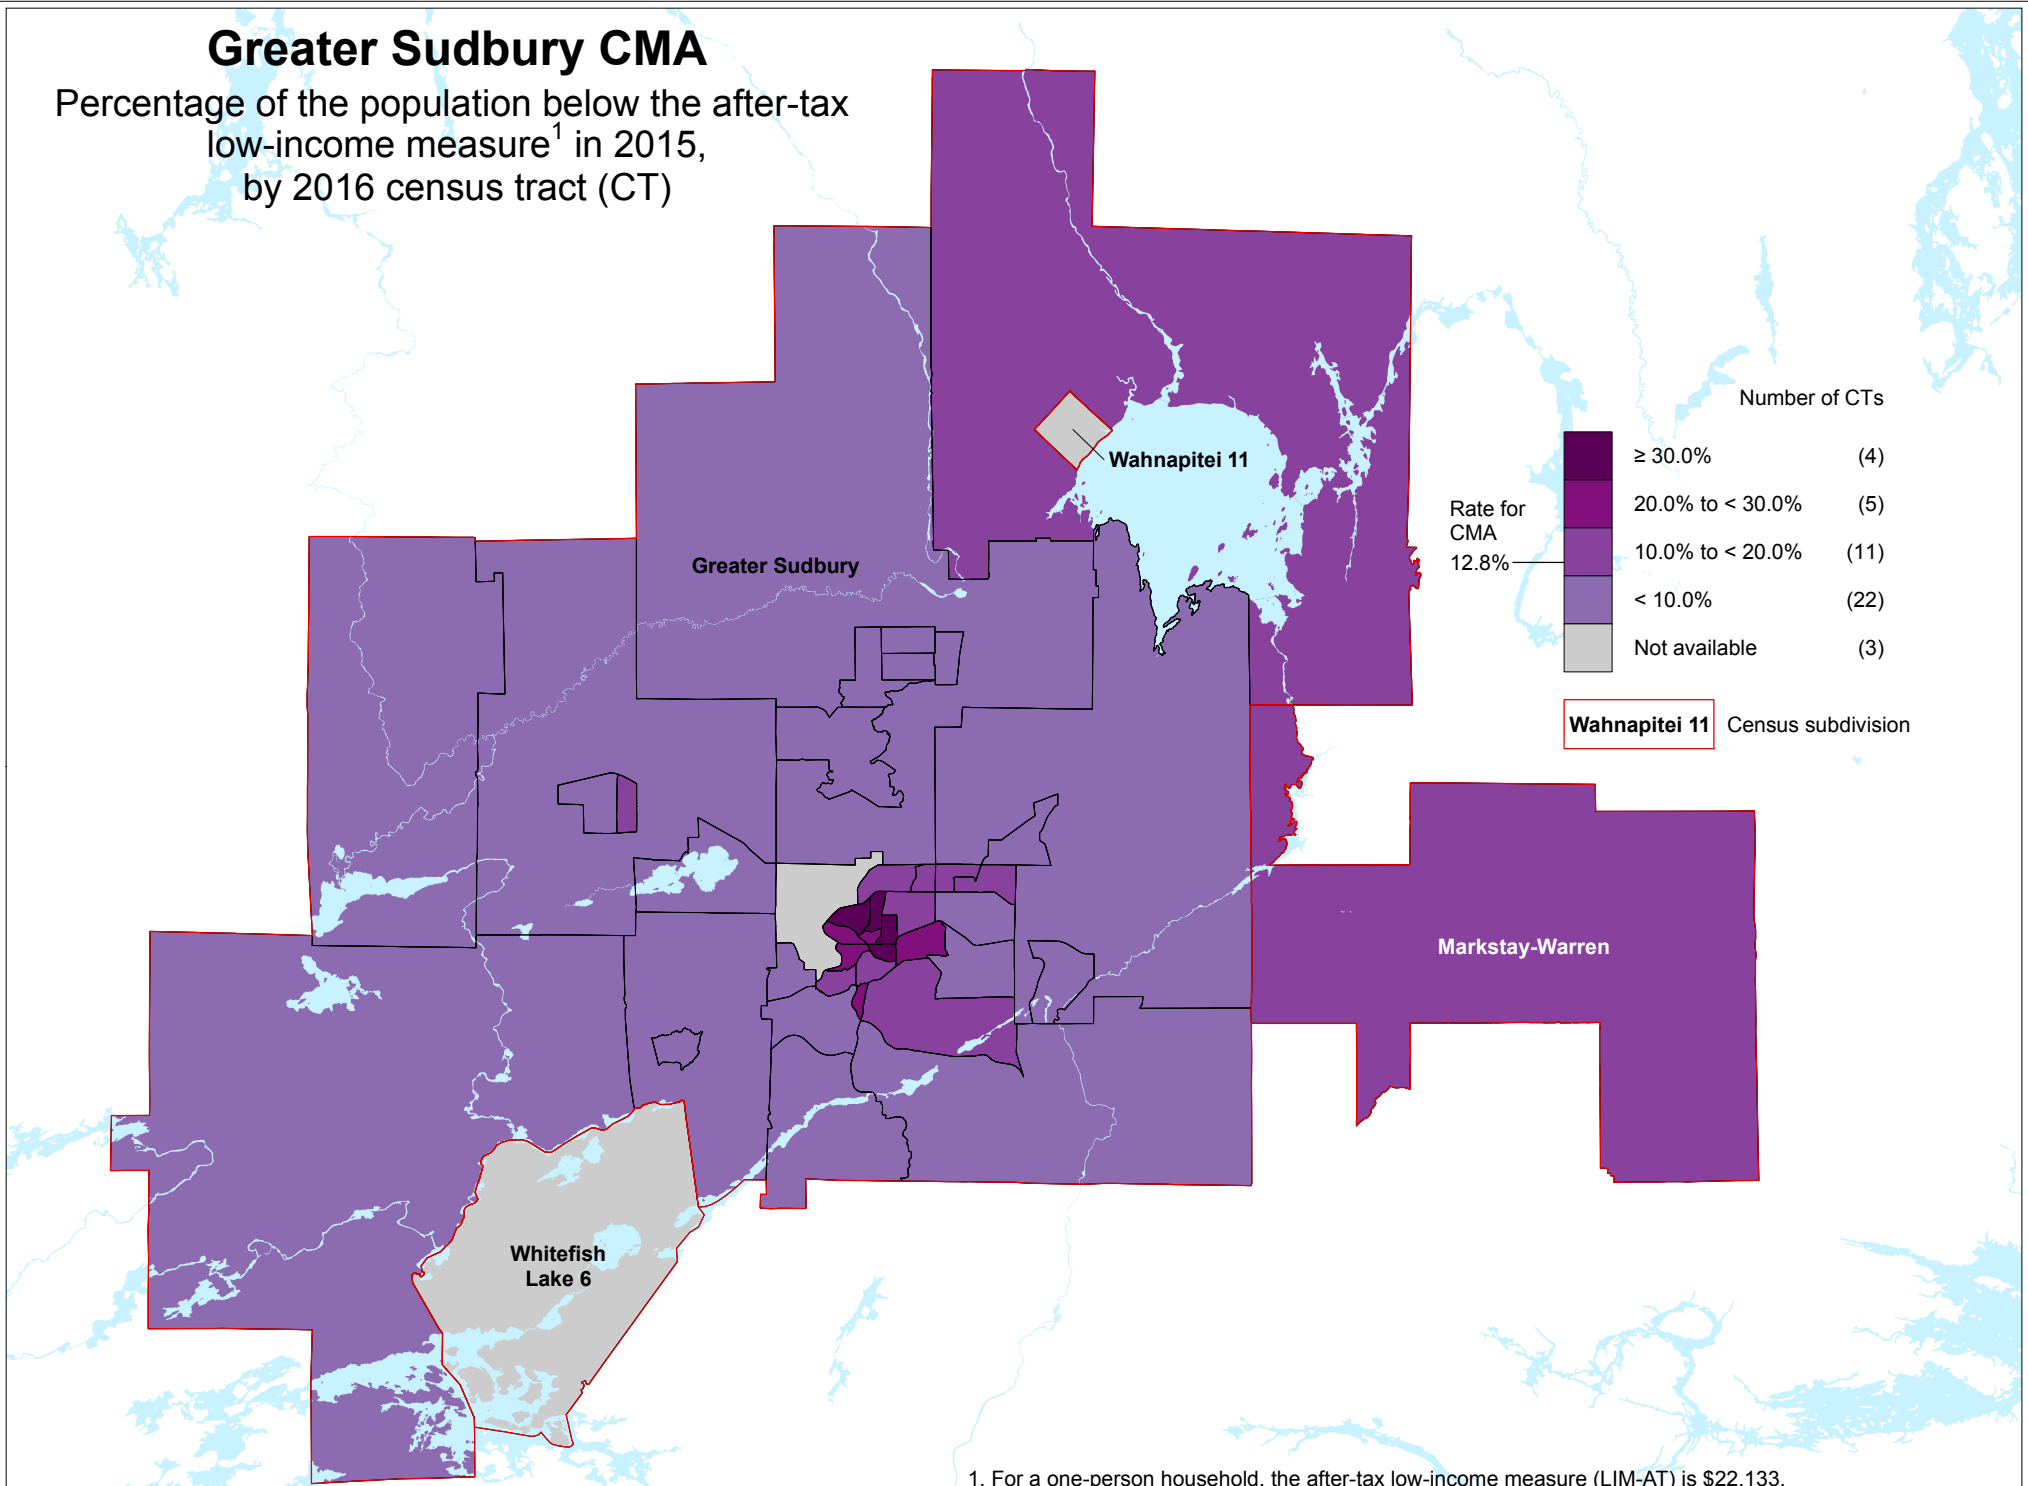 Greater Sudbury CMA
Percentage of the population below the after-tax
low-income measure¹ in 2015,
by 2016 census tract (CT)
Number of CTs
≥ 30.0% (4)
20.0% to < 30.0% (5)
10.0% to < 20.0% (11)
< 10.0% (22)
Not available (3)
Rate for
CMA
12.8%
Wahnapitei 11 Census subdivision
Wahnapitei 11
Greater Sudbury
Markstay-Warren
Whitefish
Lake 6
1. For a one-person household, the after-tax low-income measure (LIM-AT) is $22,133.